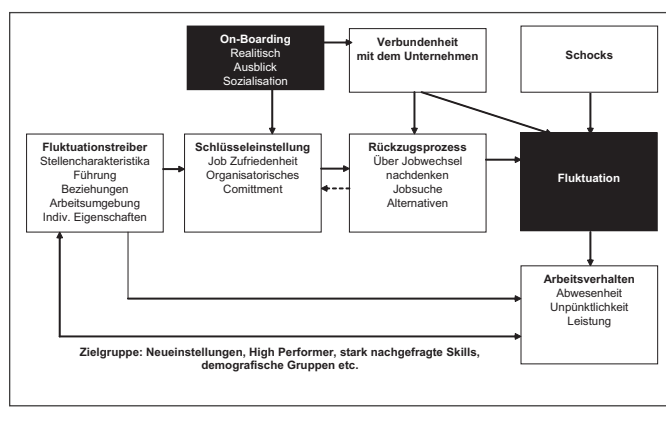 On-Boarding
Realitisch
Ausblick
Sozialisation
Verbundenheit
mit dem Unternehmen
Schocks
Fluktuationstreiber
Stellencharakteristika
Führung
Beziehungen
Arbeitsumgebung
Indiv. Eigenschaften
Schlüsseleinstellung
Job Zufriedenheit
Organisatorisches
Comittment
Rückzugsprozess
Über Jobwechsel
nachdenken
Jobsuche
Alternativen
Fluktuation
Arbeitsverhalten
Abwesenheit
Unpünktlichkeit
Leistung
Zielgruppe: Neueinstellungen, High Performer, stark nachgefragte Skills,
demografische Gruppen etc.